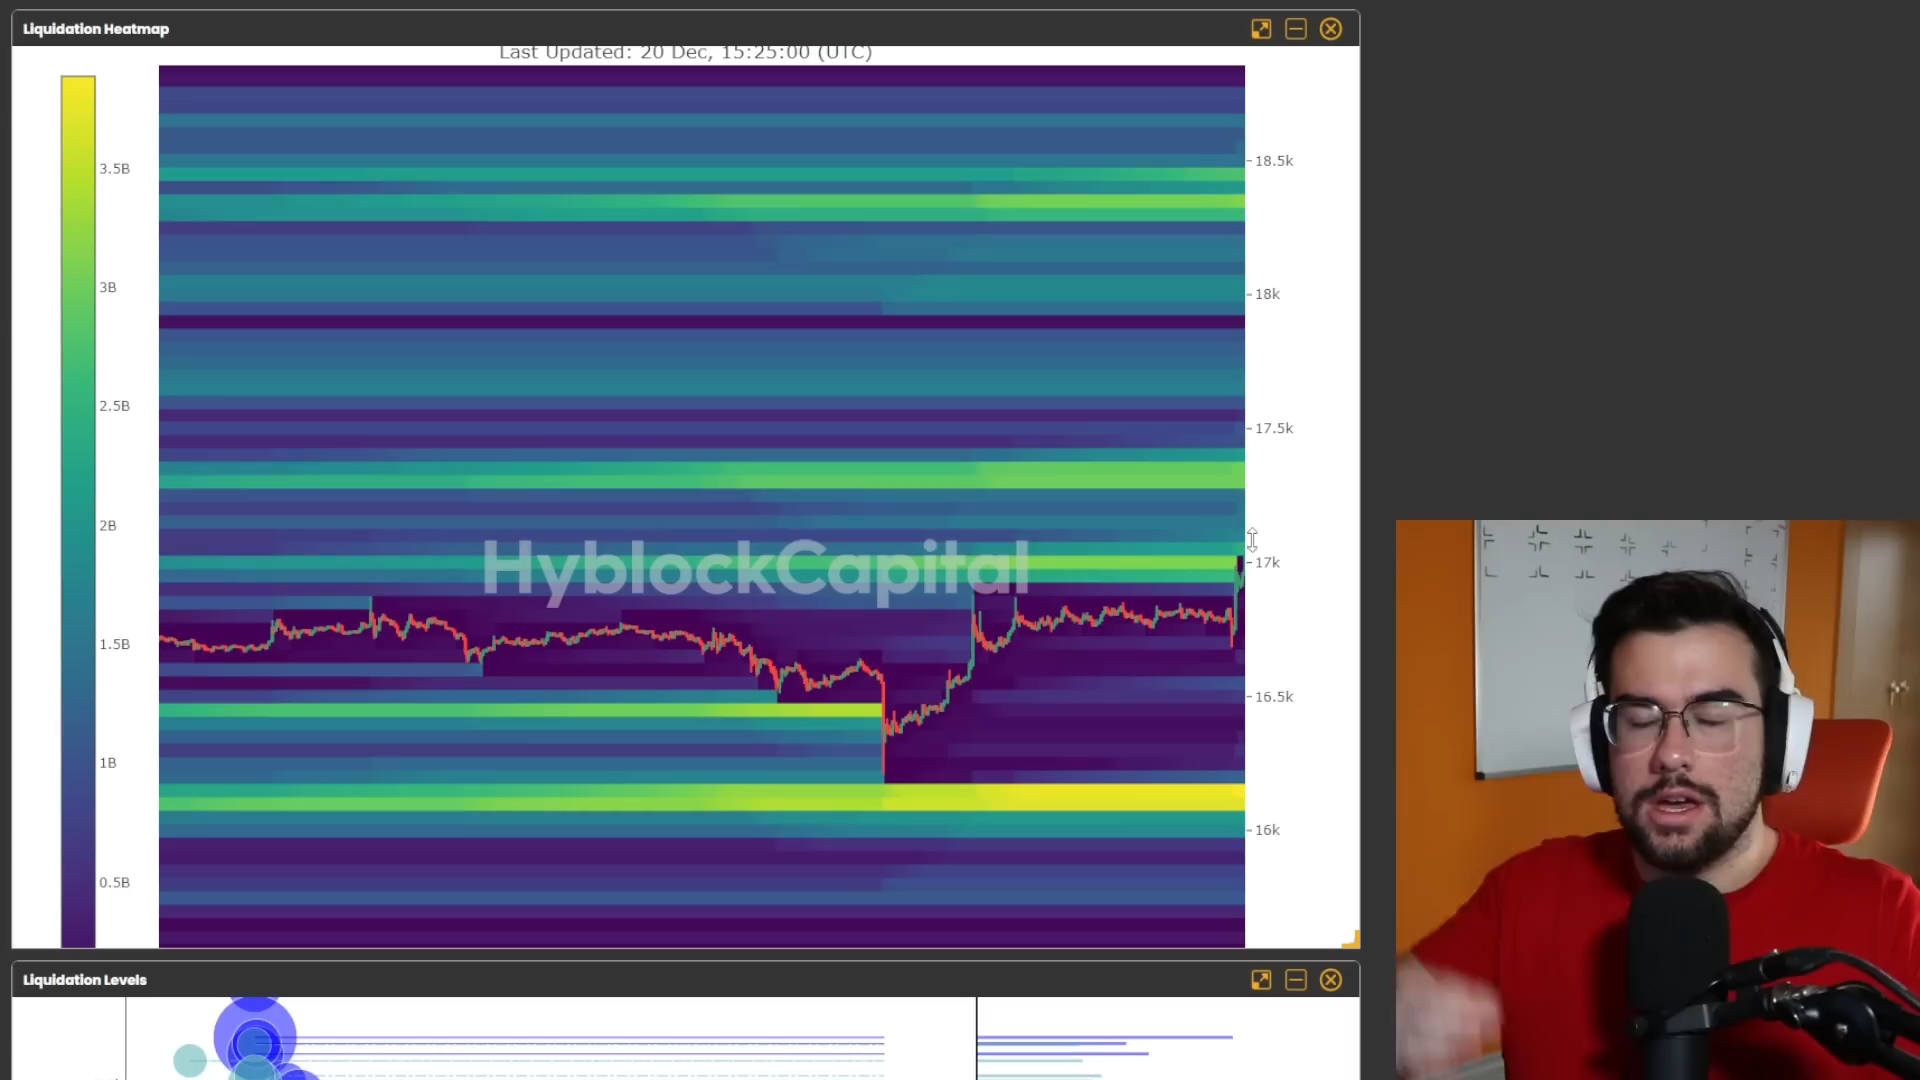 Liquidation Heatmap
Last Updated: 20 Dec, 15:25:00 (UTC)
3.5B
3B
2.5B
2B
1.5B
1B
0.5B
18.5k
18k
17.5k
17k
16.5k
16k
HyblockCapital
Liquidation Levels